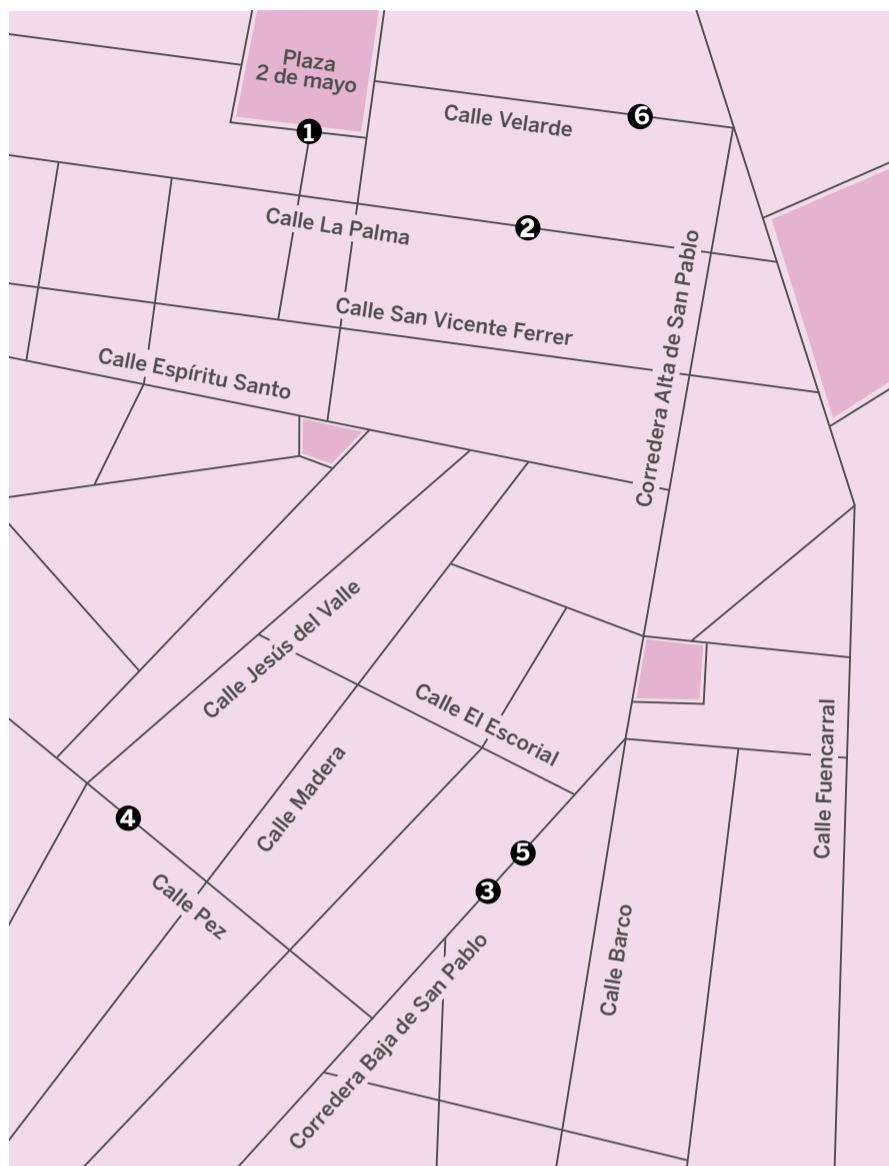 Plaza
2 de mayo
1
Calle Velarde
6
Calle La Palma
2
Corredera Alta de San Pablo
Calle San Vicente Ferrer
Calle Espíritu Santo
Calle Jesús del Valle
Calle El Escorial
Calle Fuencarral
Calle Madera
4
5
3
Calle Pez
Calle Barco
Corredera Baja de San Pablo